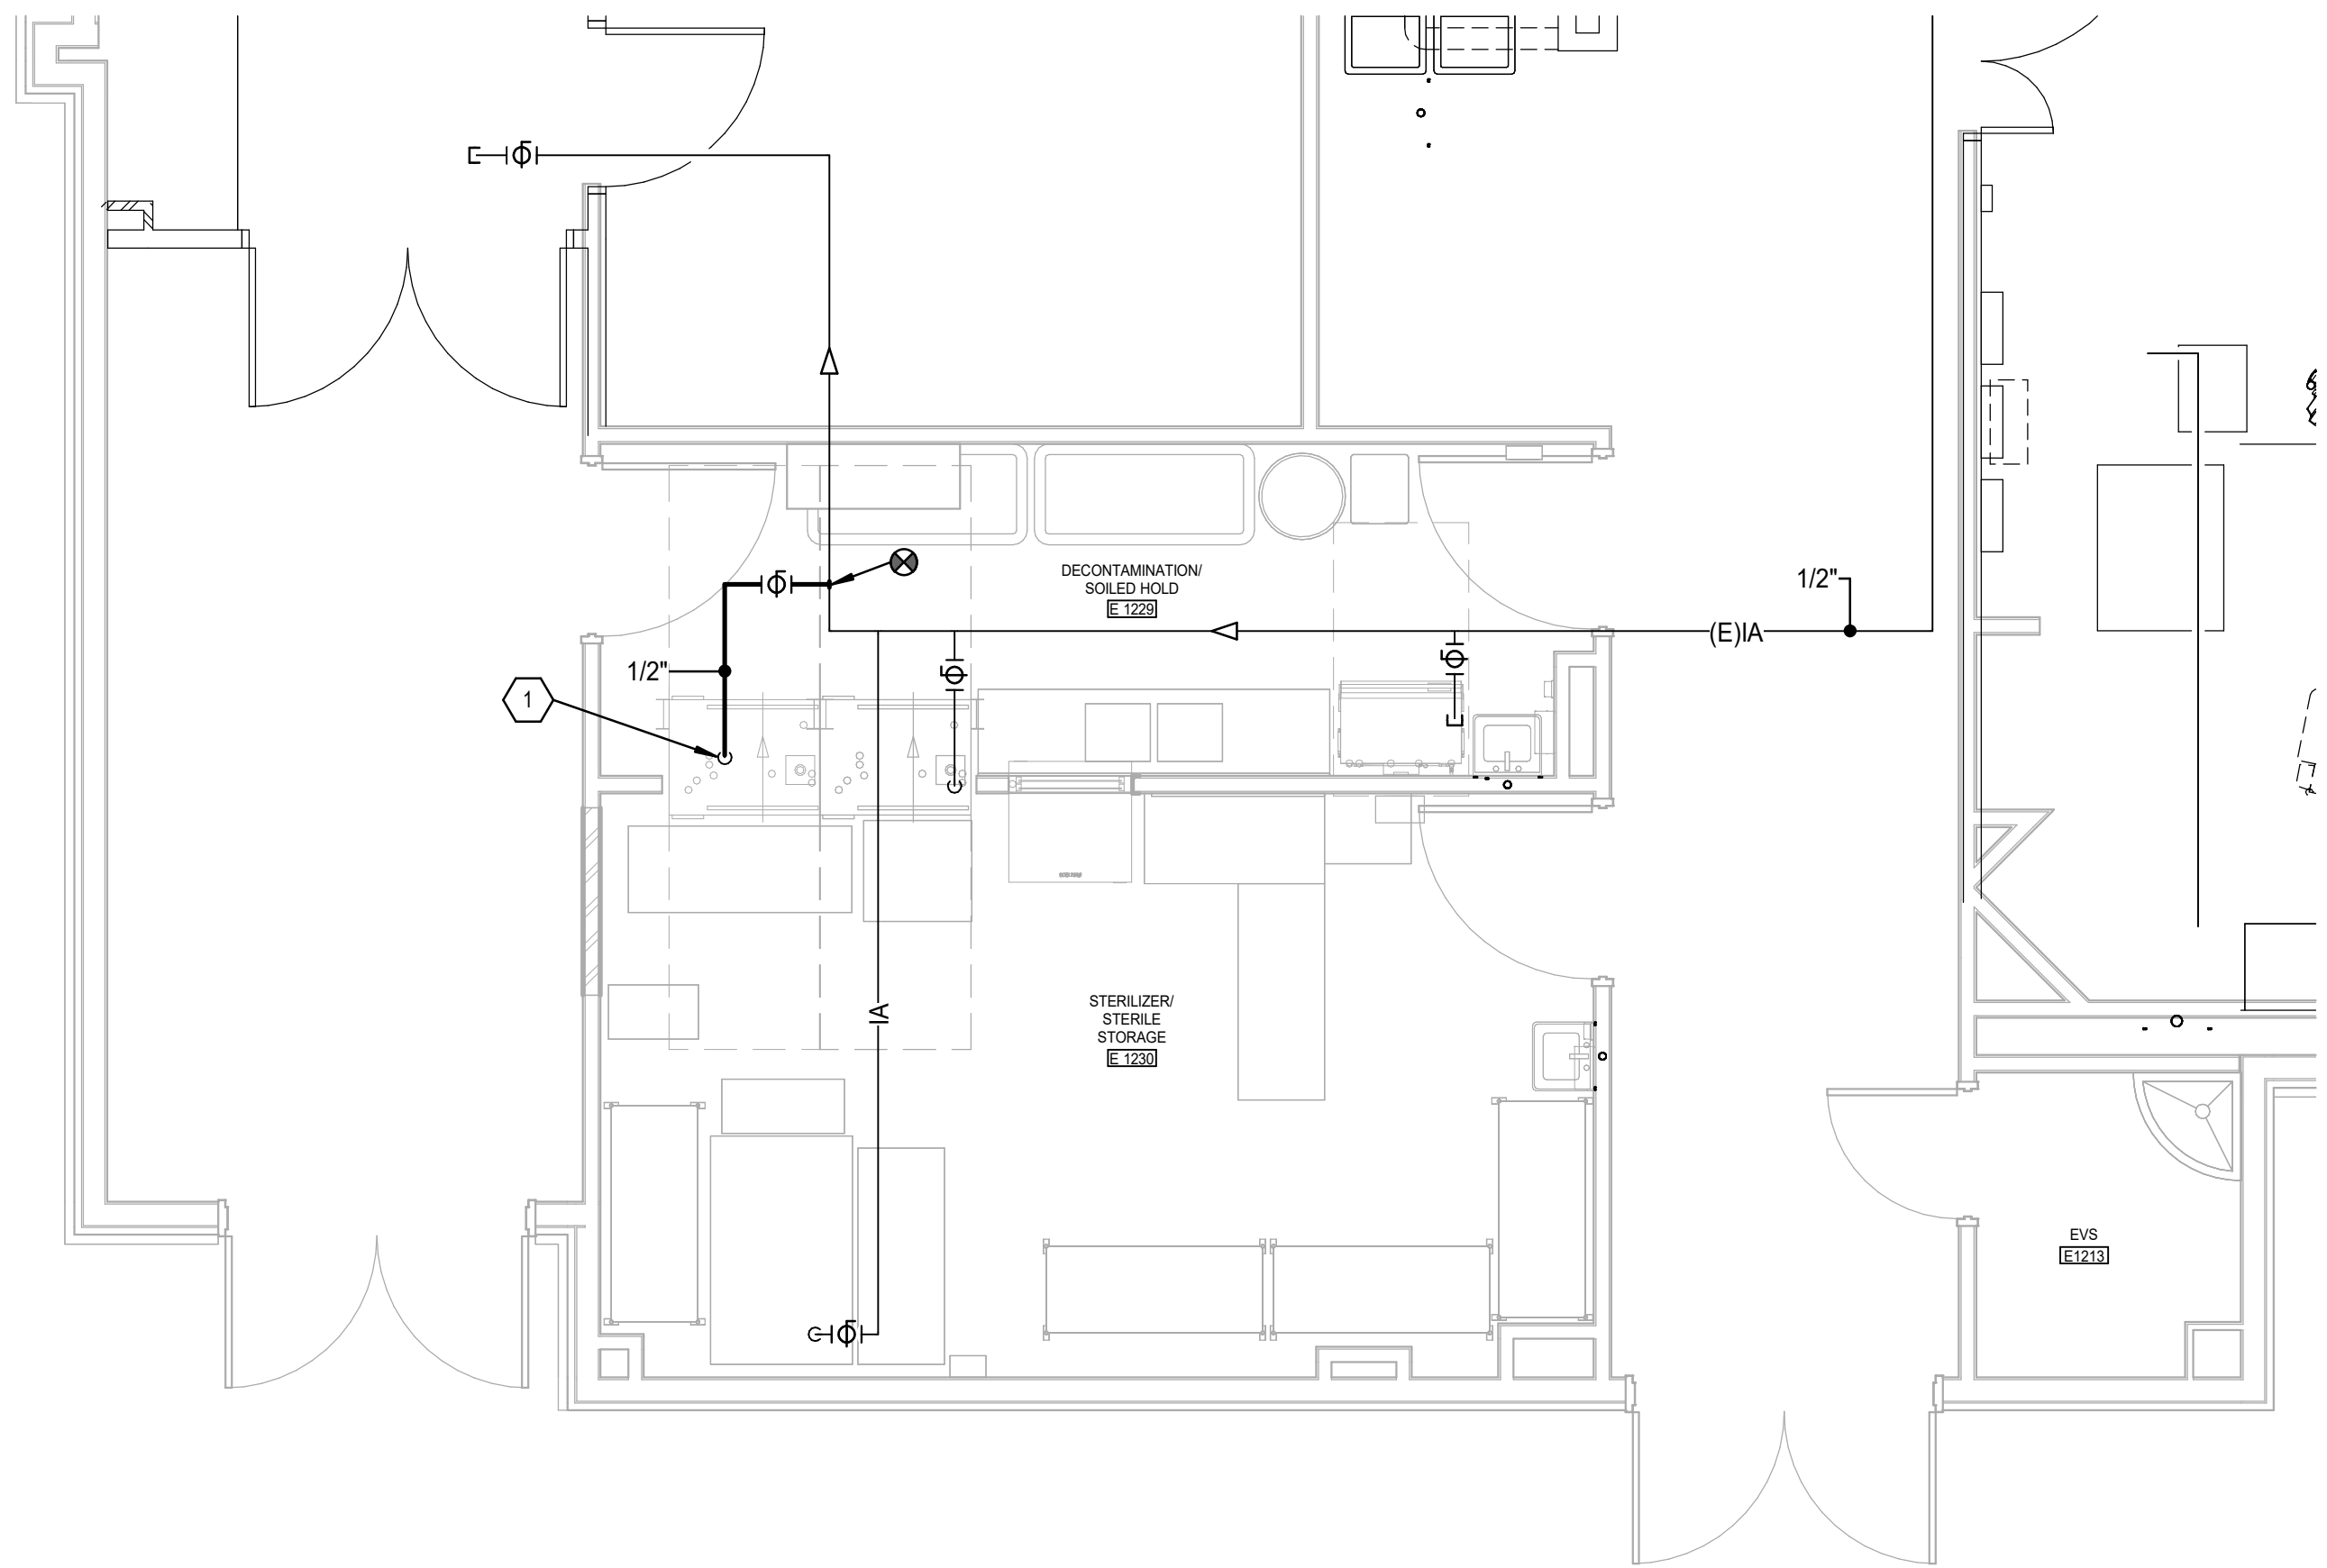 DECONTAMINATION/
SOILED HOLD
E 1229
1/2"
(E)IA
1/2"
1
IA
STERILIZER/
STERILE
STORAGE
E 1230
EVS
E1213